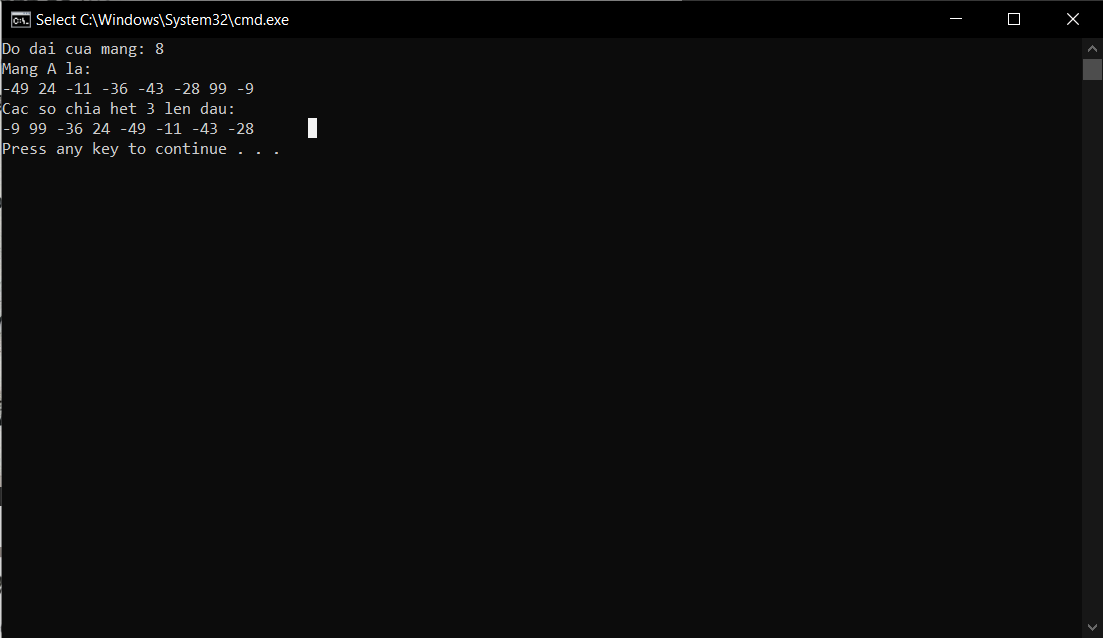 Select C:\Windows\System32\cmd.exe
Do dai cua mang: 8
Mang A la:
-49 24 -11 -36 -43 -28 99 -9
Cac so chia het 3 len dau:
-9 99 -36 24 -49 -11 -43 -28
Press any key to continue . . .